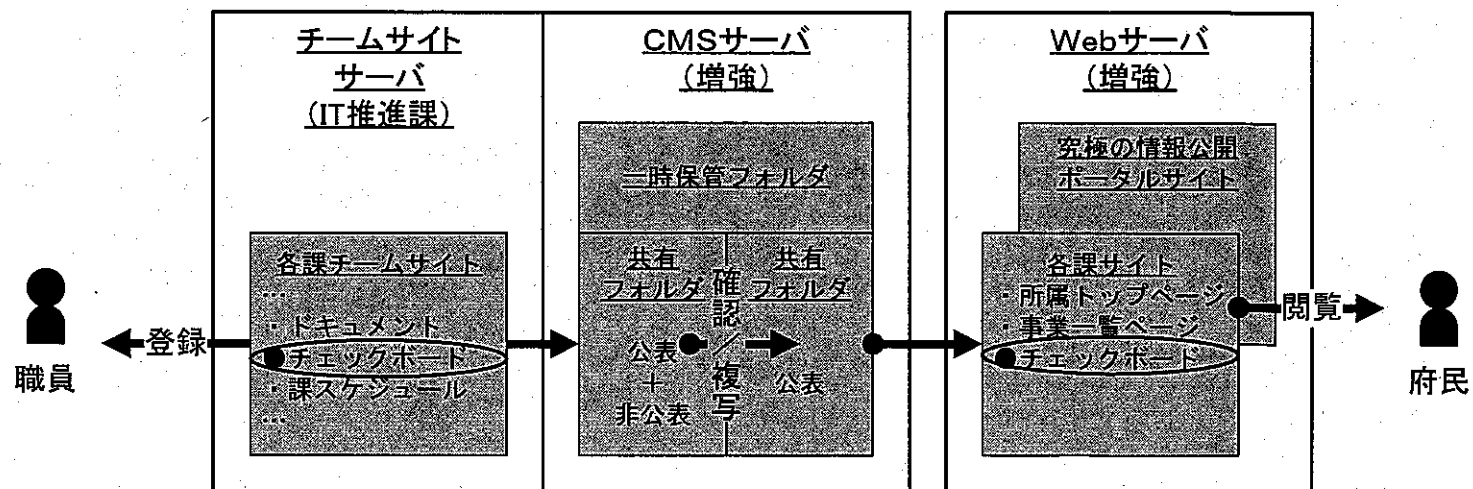 チームサイト
サーバ
(IT推進課)
CMSサーバ
(増強)
Webサーバ
(増強)
職員
登録
各課チームサイト
…
・ドキュメント
チェックボード
・課スケジュール
…
一時保管フォルダ
共有
フォルダ
公表
+
非公表
確認/複写
共有
フォルダ
公表
究極の情報公開
ポータルサイト
各課サイト
・所属トップページ
・事業一覧ページ
チェックボード
閲覧
府民